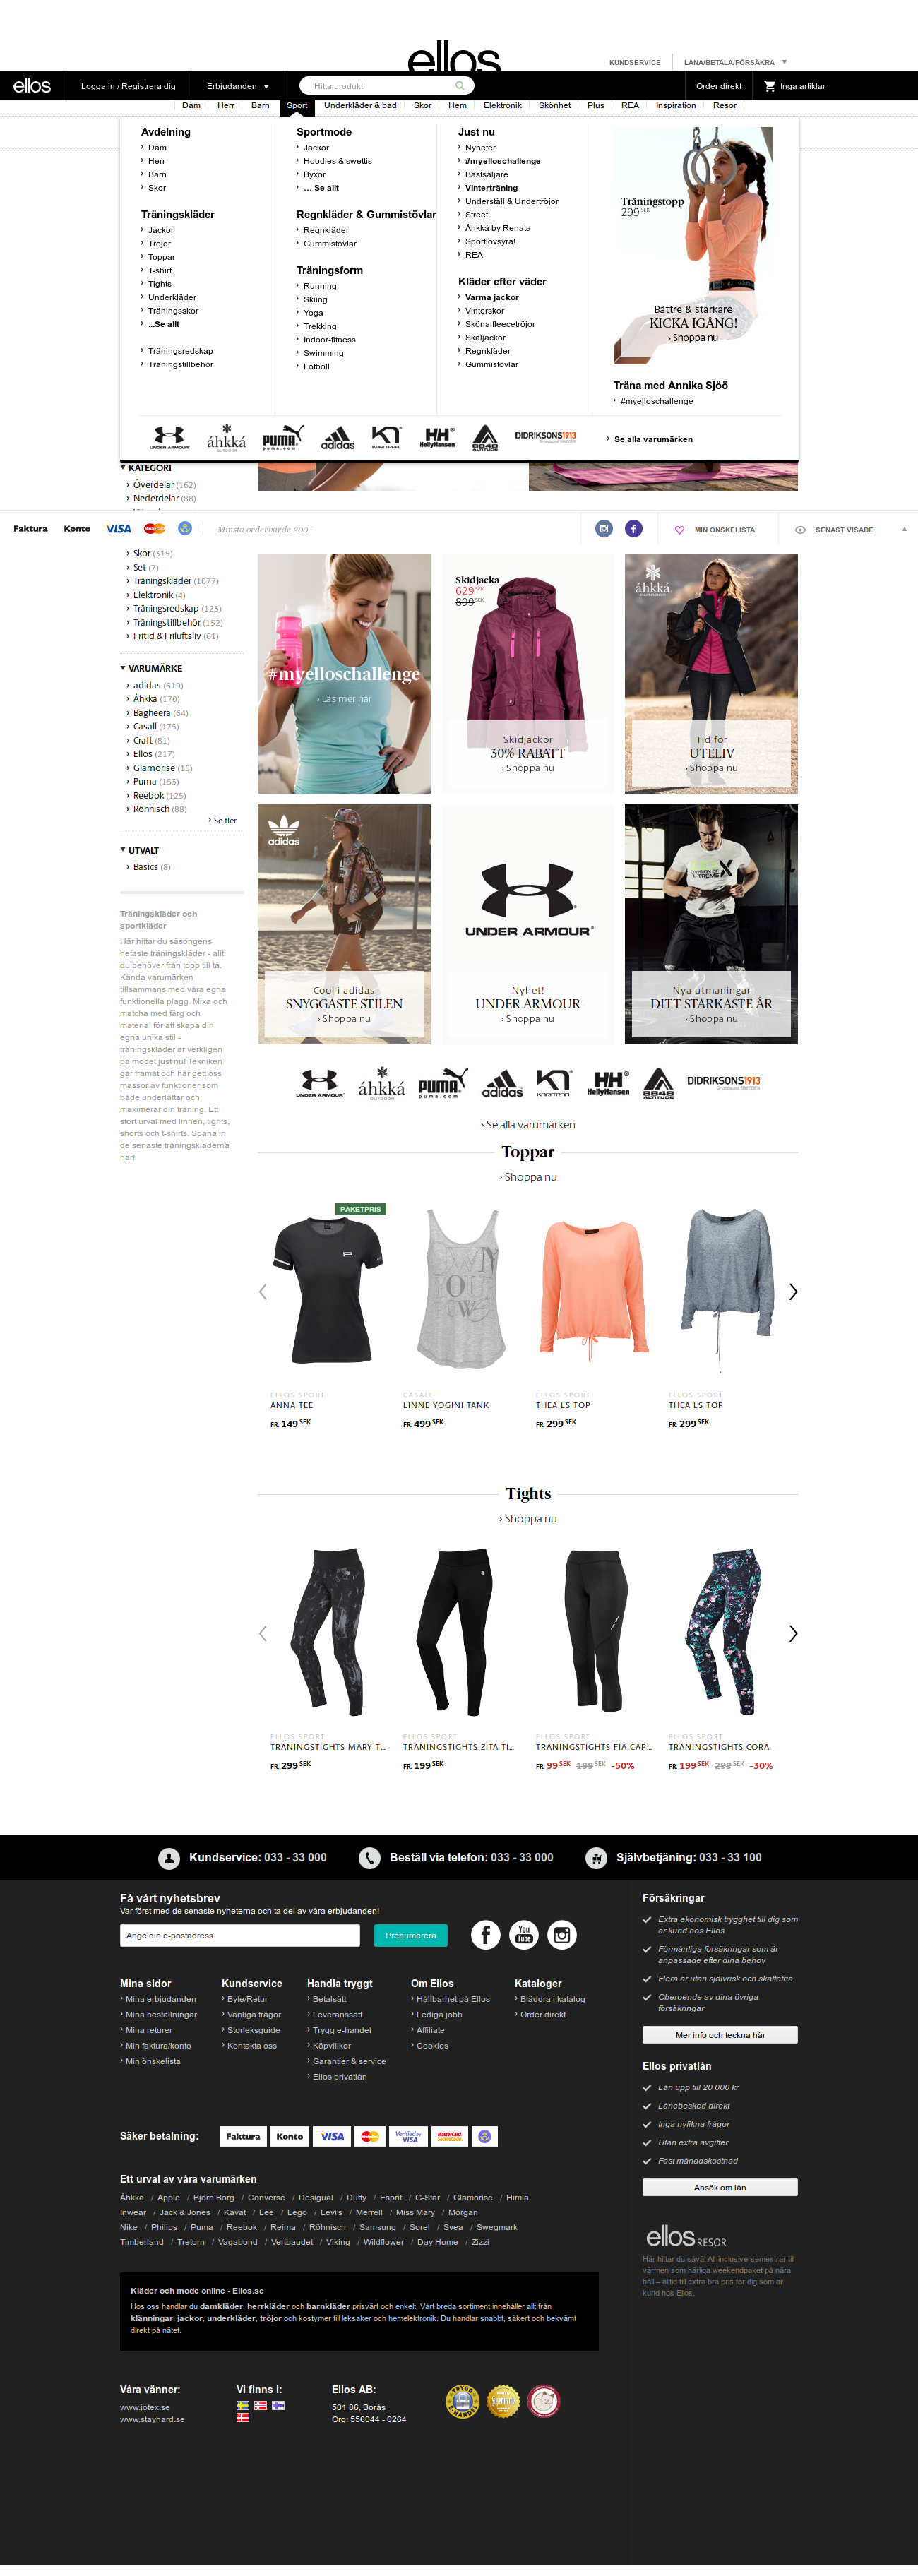 ellos
KUNDSERVICE
LÅNA/BETALA/FÖRSÄKRA
ellos
Logga in / Registrera dig
Erbjudanden
Hitta produkt
Order direkt
Inga artiklar
Dam Herr Barn Sport Underkläder & bad Skor Hem Elektronik Skönhet Plus REA Inspiration Resor
Avdelning
Dam
Herr
Barn
Skor
Träningskläder
Jackor
Tröjor
Toppar
T-shirt
Tights
Underkläder
Träningsskor
...Se allt
Träningsredskap
Träningstillbehör
Sportmode
Jackor
Hoodies & swettis
Byxor
... Se allt
Regnkläder & Gummistövlar
Regnkläder
Gummistövlar
Träningsform
Running
Skiing
Yoga
Trekking
Indoor-fitness
Swimming
Fotboll
Just nu
Nyheter
#myelloschallenge
Bästsäljare
Vinterträning
Underställ & Undertröjor
Street
Åhkká by Renata
Sportlovsyra!
REA
Kläder efter väder
Varma jackor
Vinterskor
Sköna fleecetröjor
Skaljackor
Regnkläder
Gummistövlar
Träningstopp
299 SEK
Bättre & starkare
KICKA IGÅNG!
› Shoppa nu
Träna med Annika Sjöö
#myelloschallenge
UNDER ARMOUR
áhkká
OUTDOOR
PUMA
puma.com
adidas
KARI TRAA
HH
HellyHansen
8848
ALTITUDE
DIDRIKSONS1913
Se alla varumärken
KATEGORI
Överdelar (162)
Nederdelar (88)
Faktura
Konto
VISA
MasterCard
Minsta ordervärde 200,-
MIN ÖNSKELISTA
SENAST VISADE
Skor (315)
Set (7)
Träningskläder (1077)
Elektronik (4)
Träningsredskap (123)
Träningstillbehör (152)
Fritid & Friluftsliv (61)
VARUMÄRKE
adidas (619)
Áhkká (170)
Bagheera (64)
Casall (175)
Craft (81)
Ellos (217)
Glamorise (15)
Puma (153)
Reebok (125)
Röhnisch (88)
Se fler
UTVALT
Basics (8)
Träningskläder och
sportkläder
Här hittar du säsongens
hetaste träningskläder - allt
du behöver från topp till tå.
Kända varumärken
tillsammans med våra egna
funktionella plagg. Mixa och
matcha med färg och
material för att skapa din
egna unika stil -
träningskläder är verkligen
på modet just nu! Tekniken
går framåt och har gett oss
massor av funktioner som
både underlättar och
maximerar din träning. Ett
stort urval med linnen, tights,
shorts och t-shirts. Spana in
de senaste träningskläderna
här!
#myelloschallenge
› Läs mer här
Skidjacka
629 SEK
899 SEK
Skidjackor
30% RABATT
› Shoppa nu
áhkká
Tid för
UTELIV
› Shoppa nu
adidas
Cool i adidas
SNYGGASTE STILEN
› Shoppa nu
UNDER ARMOUR
Nyhet!
UNDER ARMOUR
› Shoppa nu
Nya utmaningar
DITT STARKASTE ÅR
› Shoppa nu
UNDER ARMOUR
áhkká
OUTDOOR
PUMA
puma.com
adidas
KARI TRAA
HH
HellyHansen
8848
ALTITUDE
DIDRIKSONS1913
› Se alla varumärken
Toppar
› Shoppa nu
PAKETPRIS
ELLOS SPORT
ANNA TEE
FR. 149 SEK
CASALL
LINNE YOGINI TANK
FR. 499 SEK
ELLOS SPORT
THEA LS TOP
FR. 299 SEK
ELLOS SPORT
THEA LS TOP
FR. 299 SEK
Tights
› Shoppa nu
ELLOS SPORT
TRÄNINGSTIGHTS MARY T...
FR. 299 SEK
ELLOS SPORT
TRÄNINGSTIGHTS ZITA TI...
FR. 199 SEK
ELLOS SPORT
TRÄNINGSTIGHTS FIA CAP...
FR. 99 SEK 199 SEK -50%
ELLOS SPORT
TRÄNINGSTIGHTS CORA
FR. 199 SEK 299 SEK -30%
Kundservice: 033 - 33 000
Beställ via telefon: 033 - 33 000
Självbetjäning: 033 - 33 100
Få vårt nyhetsbrev
Var först med de senaste nyheterna och ta del av våra erbjudanden!
Ange din e-postadress
Prenumerera
You Tube
Mina sidor
Mina erbjudanden
Mina beställningar
Mina returer
Min faktura/konto
Min önskelista
Kundservice
Byte/Retur
Vanliga frågor
Storleksguide
Kontakta oss
Handla tryggt
Betalsätt
Leveranssätt
Trygg e-handel
Köpvillkor
Garantier & service
Ellos privatlån
Om Ellos
Hållbarhet på Ellos
Lediga jobb
Affiliate
Cookies
Kataloger
Bläddra i katalog
Order direkt
Säker betalning:
Faktura
Konto
VISA
MasterCard
Verified by VISA
MasterCard SecureCode
Ett urval av våra varumärken
Áhkká / Apple / Björn Borg / Converse / Desigual / Duffy / Esprit / G-Star / Glamorise / Himla
Inwear / Jack & Jones / Kavat / Lee / Lego / Levi's / Merrell / Miss Mary / Morgan
Nike / Philips / Puma / Reebok / Reima / Röhnisch / Samsung / Sorel / Svea / Swegmark
Timberland / Tretorn / Vagabond / Vertbaudet / Viking / Wildflower / Day Home / Zizzi
Kläder och mode online - Ellos.se
Hos oss handlar du damkläder, herrkläder och barnkläder prisvärt och enkelt. Vårt breda sortiment innehåller allt från
klänningar, jackor, underkläder, tröjor och kostymer till leksaker och hemelektronik. Du handlar snabbt, säkert och bekvämt
direkt på nätet.
Våra vänner:
www.jotex.se
www.stayhard.se
Vi finns i:
Ellos AB:
501 86, Borås
Org: 556044 - 0264
Försäkringar
Extra ekonomisk trygghet till dig som
är kund hos Ellos
Förmånliga försäkringar som är
anpassade efter dina behov
Flera är utan självrisk och skattefria
Oberoende av dina övriga
försäkringar
Mer info och teckna här
Ellos privatlån
Lån upp till 20 000 kr
Lånebesked direkt
Inga nyfikna frågor
Utan extra avgifter
Fast månadskostnad
Ansök om lån
ellos RESOR
Här hittar du såväl All-inclusive-semestrar till
värmen som härliga weekendpaket på nära
håll – alltid till extra bra pris för dig som är
kund hos Ellos.